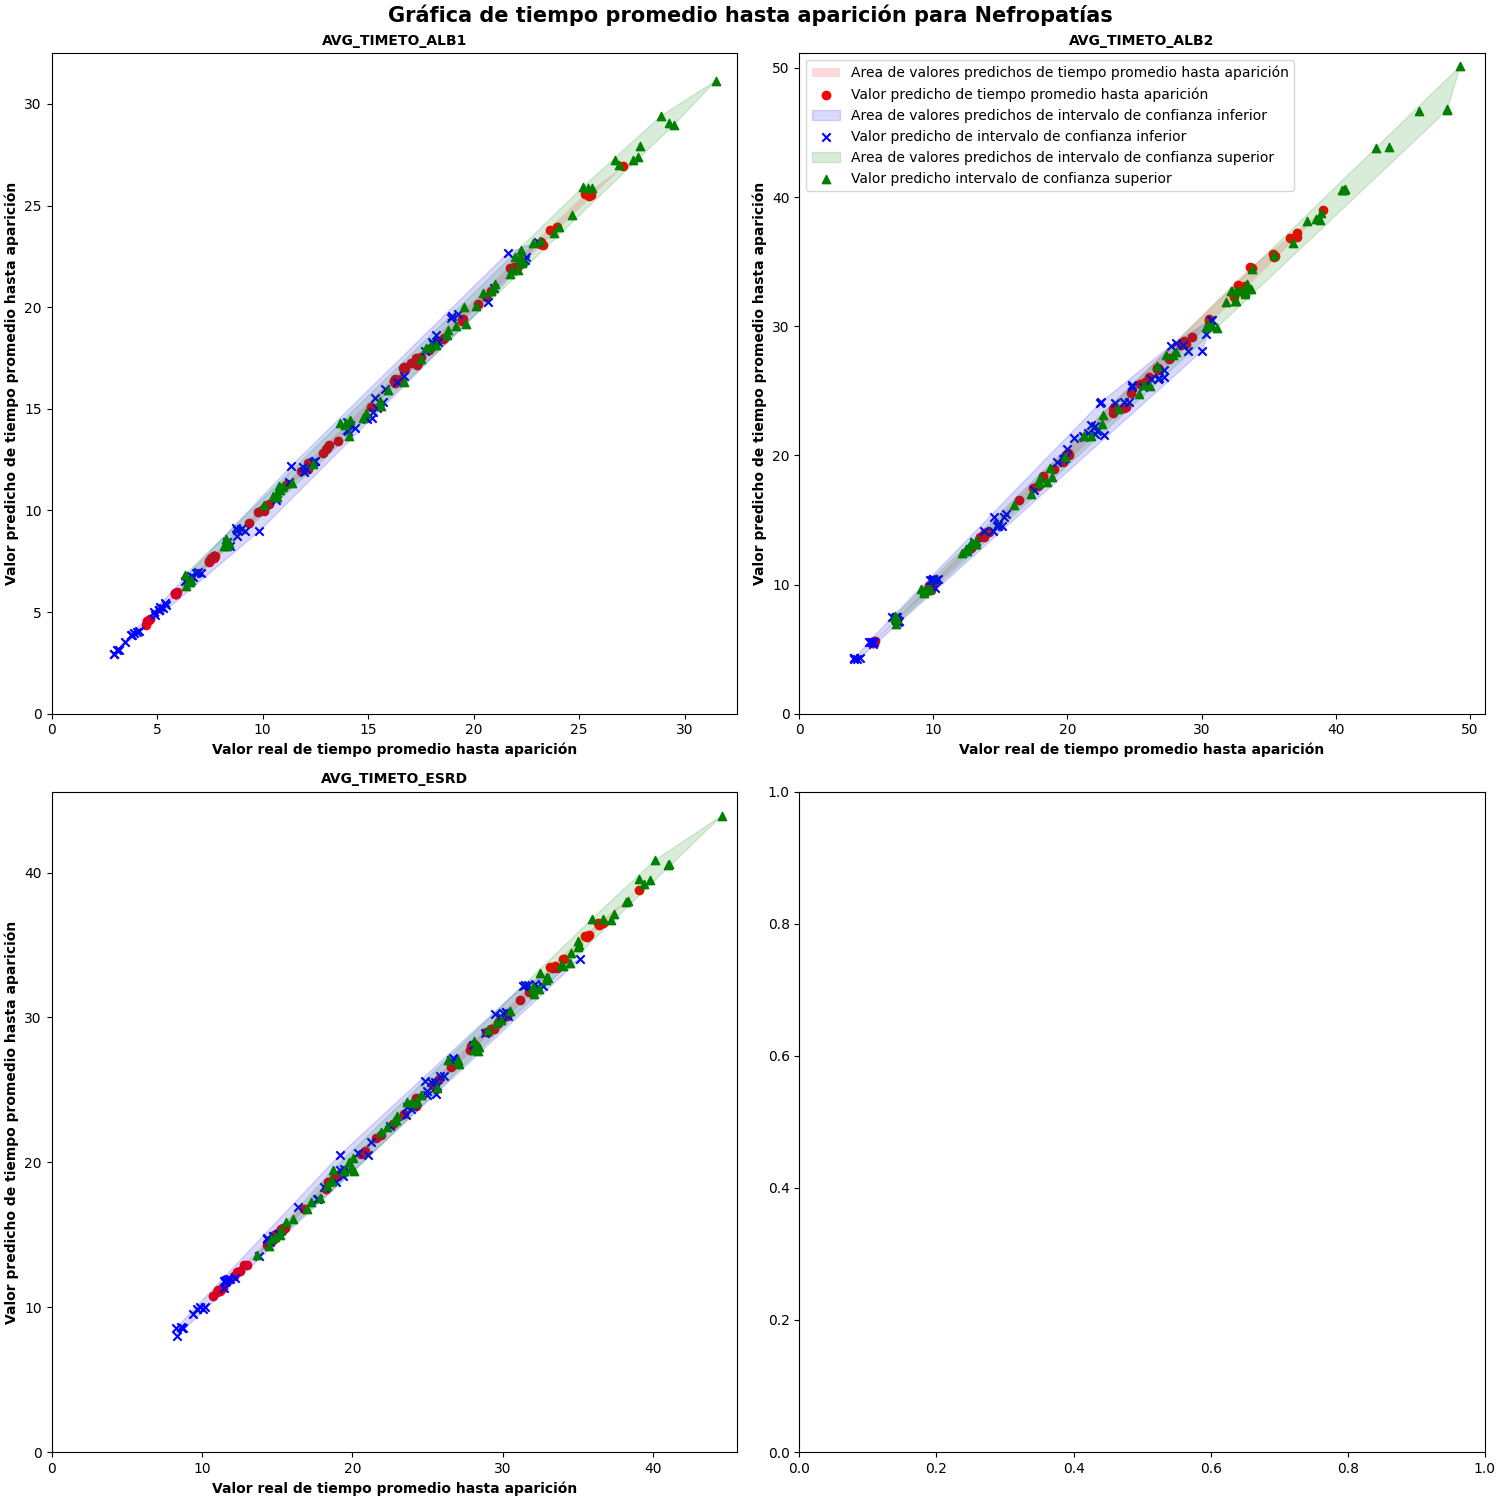 Gráfica de tiempo promedio hasta aparición para Nefropatías
AVG_TIMETO_ALB1
Valor predicho de tiempo promedio hasta aparición
30
25
20
15
10
5
0
0 5 10 15 20 25 30
Valor real de tiempo promedio hasta aparición
AVG_TIMETO_ALB2
Valor predicho de tiempo promedio hasta aparición
Area de valores predichos de tiempo promedio hasta aparición
Valor predicho de tiempo promedio hasta aparición
Area de valores predichos de intervalo de confianza inferior
Valor predicho de intervalo de confianza inferior
Area de valores predichos de intervalo de confianza superior
Valor predicho intervalo de confianza superior
50
40
30
20
10
0
0 10 20 30 40 50
Valor real de tiempo promedio hasta aparición
AVG_TIMETO_ESRD
Valor predicho de tiempo promedio hasta aparición
40
30
20
10
0
0 10 20 30 40
Valor real de tiempo promedio hasta aparición
1.0
0.8
0.6
0.4
0.2
0.0
0.0 0.2 0.4 0.6 0.8 1.0